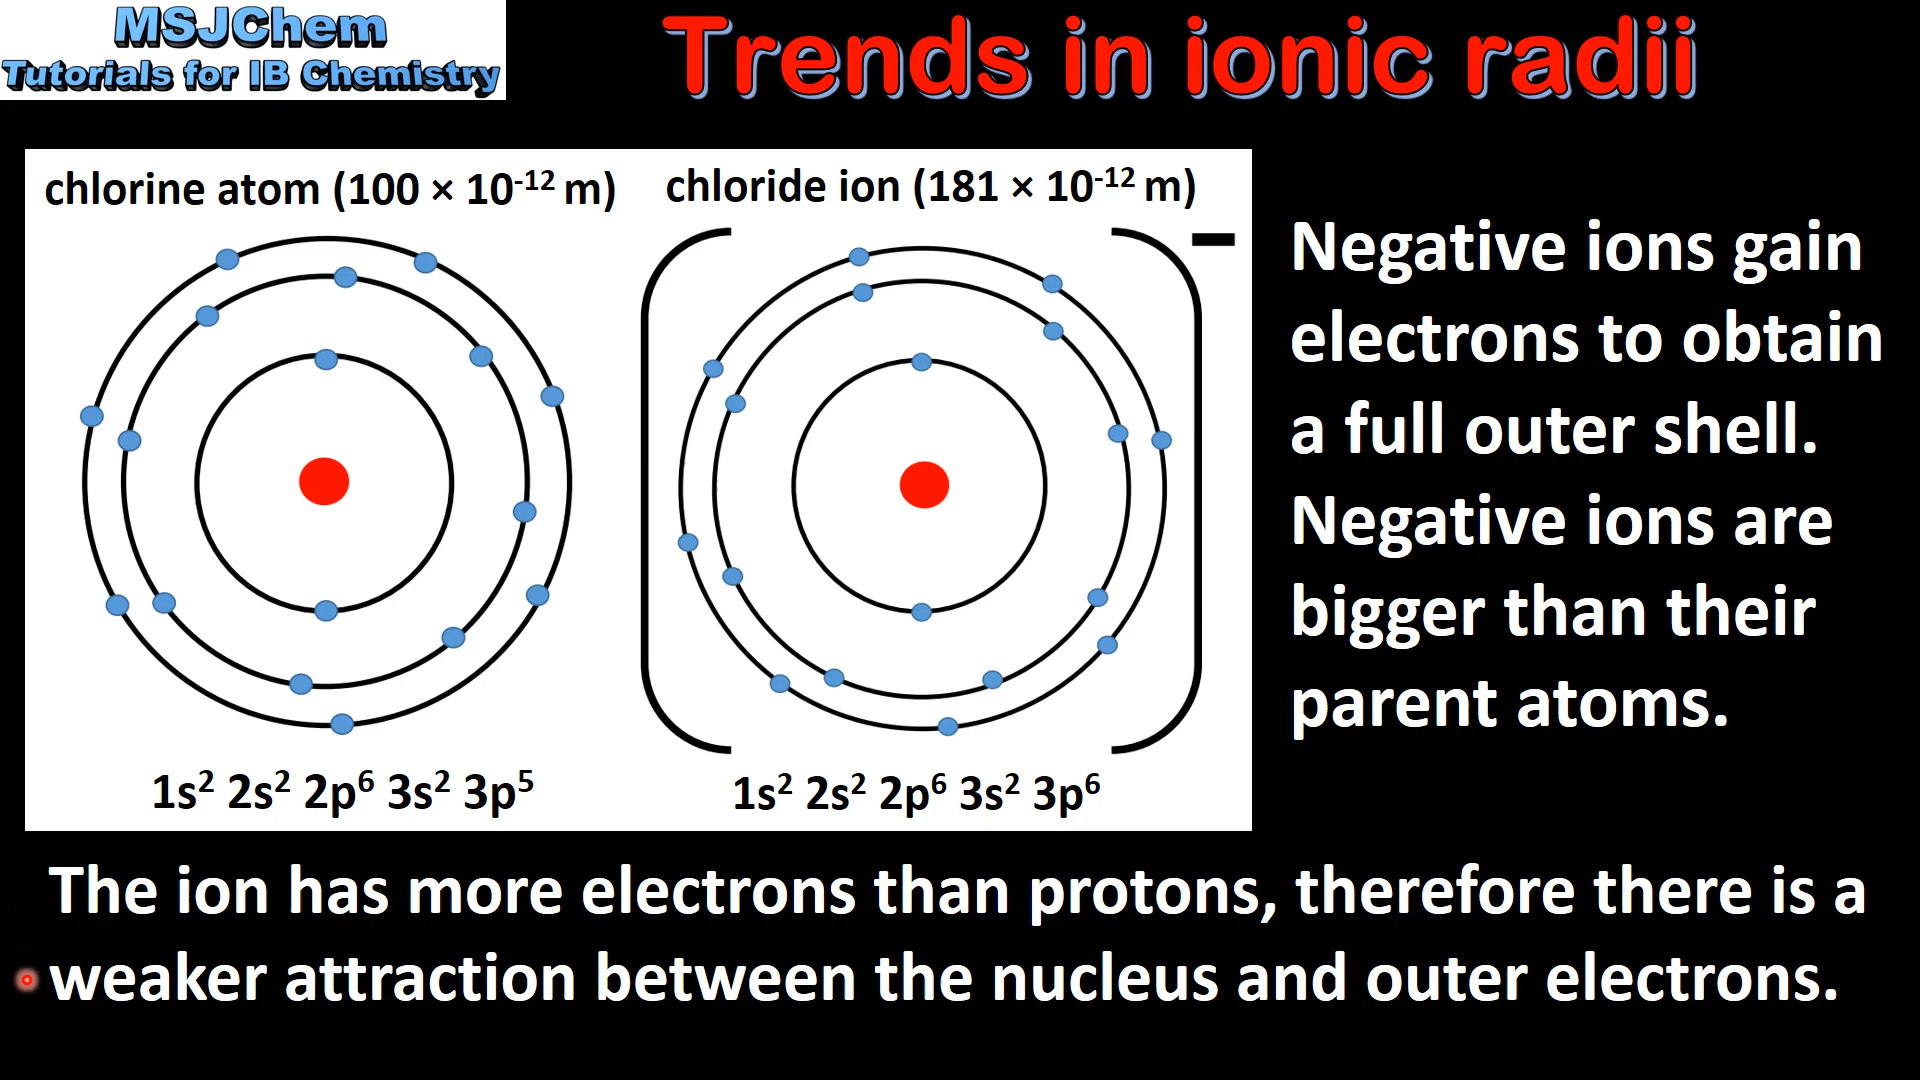 MSJChem
Tutorials for IB Chemistry
Trends in ionic radii
chlorine atom (100 × 10⁻¹² m)
chloride ion (181 × 10⁻¹² m)
1s² 2s² 2p⁶ 3s² 3p⁵
1s² 2s² 2p⁶ 3s² 3p⁶
Negative ions gain
electrons to obtain
a full outer shell.
Negative ions are
bigger than their
parent atoms.
The ion has more electrons than protons, therefore there is a
weaker attraction between the nucleus and outer electrons.